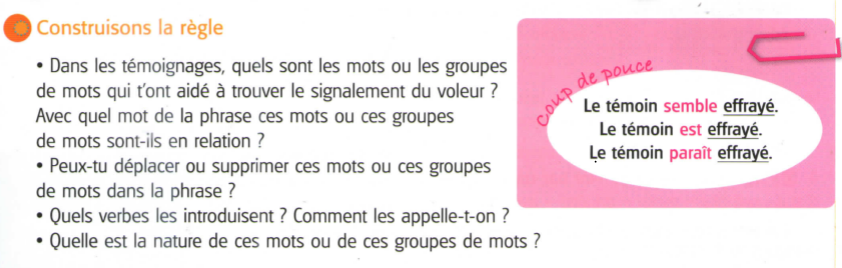 Construisons la règle
• Dans les témoignages, quels sont les mots ou les groupes
de mots qui t'ont aidé à trouver le signalement du voleur ?
Avec quel mot de la phrase ces mots ou ces groupes
de mots sont-ils en relation ?
• Peux-tu déplacer ou supprimer ces mots ou ces groupes
de mots dans la phrase ?
• Quels verbes les introduisent ? Comment les appelle-t-on ?
• Quelle est la nature de ces mots ou de ces groupes de mots ?
coup de pouce
Le témoin semble effrayé.
Le témoin est effrayé.
Le témoin paraît effrayé.